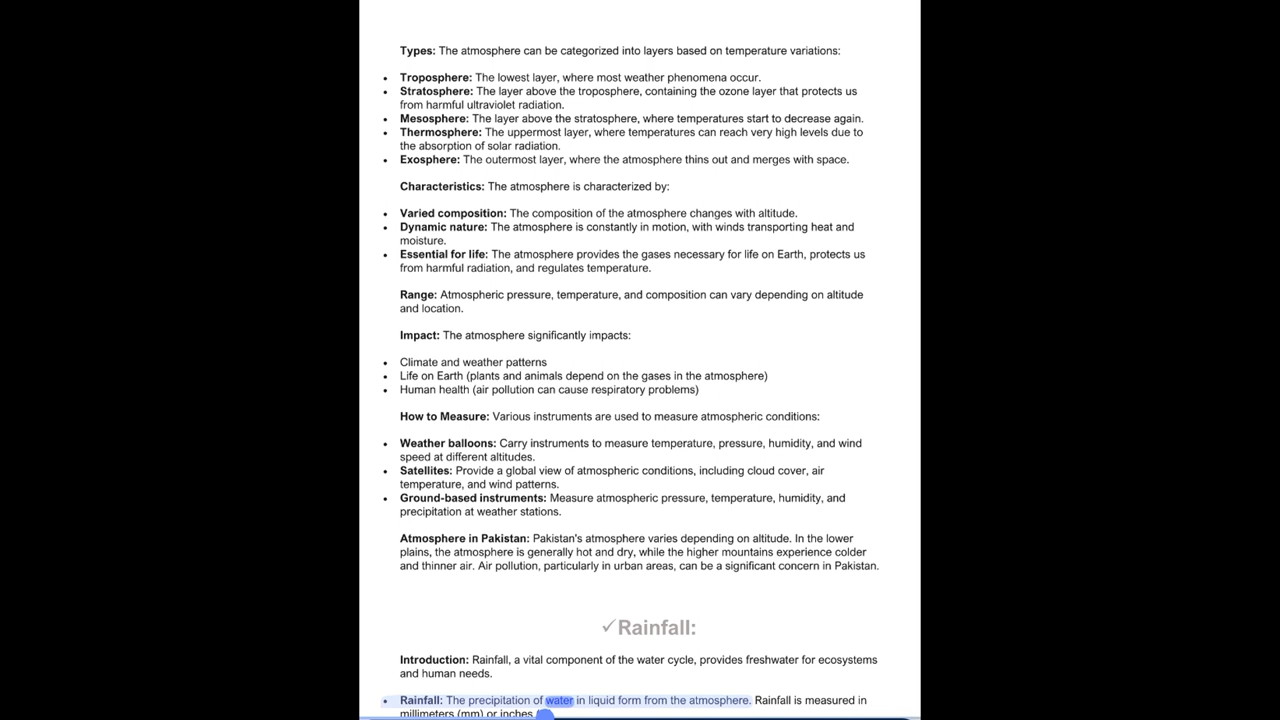 Types: The atmosphere can be categorized into layers based on temperature variations:
• Troposphere: The lowest layer, where most weather phenomena occur.
• Stratosphere: The layer above the troposphere, containing the ozone layer that protects us
from harmful ultraviolet radiation.
• Mesosphere: The layer above the stratosphere, where temperatures start to decrease again.
• Thermosphere: The uppermost layer, where temperatures can reach very high levels due to
the absorption of solar radiation.
• Exosphere: The outermost layer, where the atmosphere thins out and merges with space.
Characteristics: The atmosphere is characterized by:
• Varied composition: The composition of the atmosphere changes with altitude.
• Dynamic nature: The atmosphere is constantly in motion, with winds transporting heat and
moisture.
• Essential for life: The atmosphere provides the gases necessary for life on Earth, protects us
from harmful radiation, and regulates temperature.
Range: Atmospheric pressure, temperature, and composition can vary depending on altitude
and location.
Impact: The atmosphere significantly impacts:
• Climate and weather patterns
• Life on Earth (plants and animals depend on the gases in the atmosphere)
• Human health (air pollution can cause respiratory problems)
How to Measure: Various instruments are used to measure atmospheric conditions:
• Weather balloons: Carry instruments to measure temperature, pressure, humidity, and wind
speed at different altitudes.
• Satellites: Provide a global view of atmospheric conditions, including cloud cover, air
temperature, and wind patterns.
• Ground-based instruments: Measure atmospheric pressure, temperature, humidity, and
precipitation at weather stations.
Atmosphere in Pakistan: Pakistan's atmosphere varies depending on altitude. In the lower
plains, the atmosphere is generally hot and dry, while the higher mountains experience colder
and thinner air. Air pollution, particularly in urban areas, can be a significant concern in Pakistan.
✓Rainfall:
Introduction: Rainfall, a vital component of the water cycle, provides freshwater for ecosystems
and human needs.
• Rainfall: The precipitation of water in liquid form from the atmosphere. Rainfall is measured in
millimeters (mm) or inches